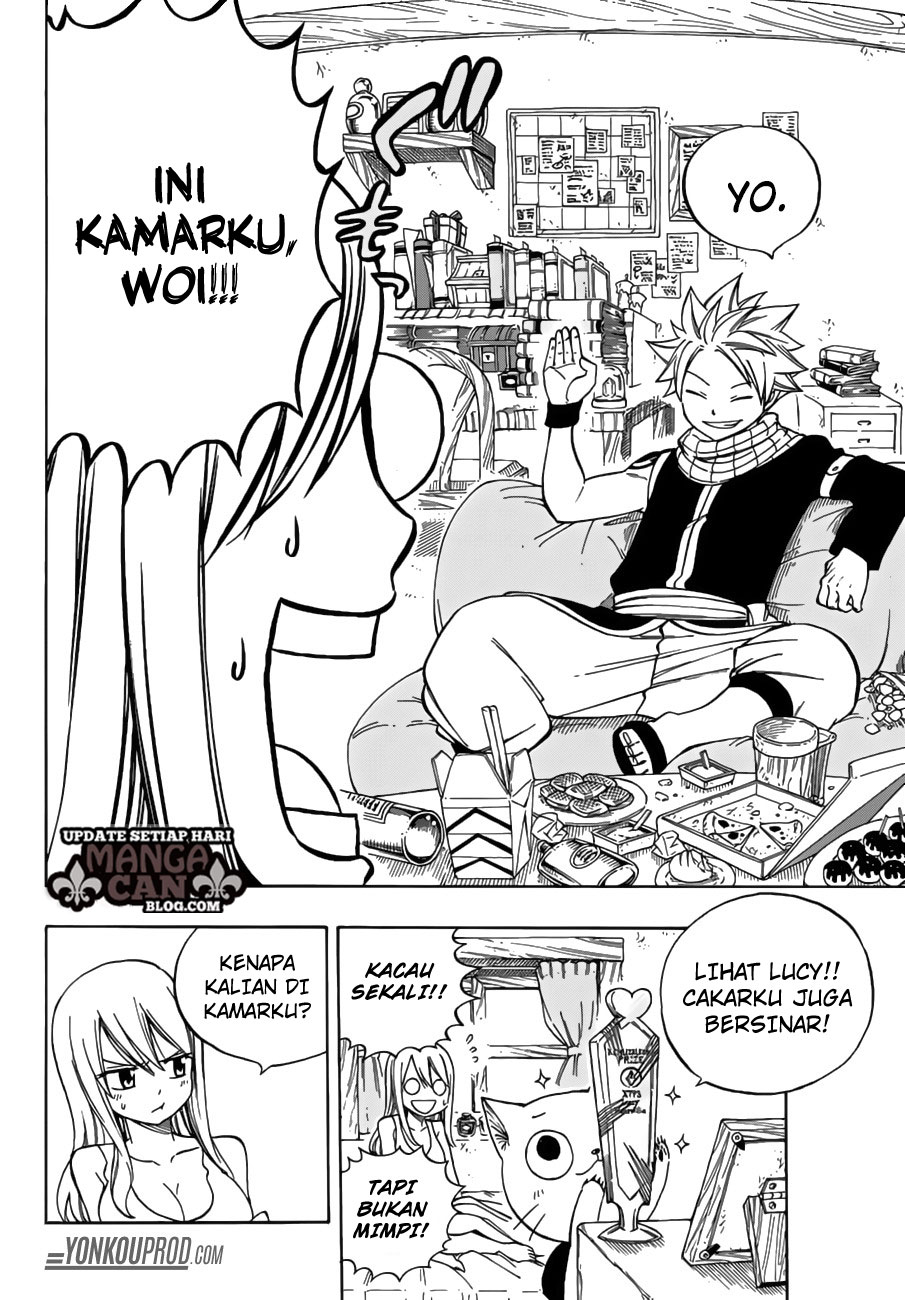 YO.
INI
KAMARKU,
WOI!!!
UPDATE SETIAP HARI
MANGA
CAN
BLOG.COM
KENAPA
KALIAN DI
KAMARKU?
KACAU
SEKALI!!
LIHAT LUCY!!
CAKARKU JUGA
BERSINAR!
TAPI
BUKAN
MIMPI!
YONKOUPROD.COM